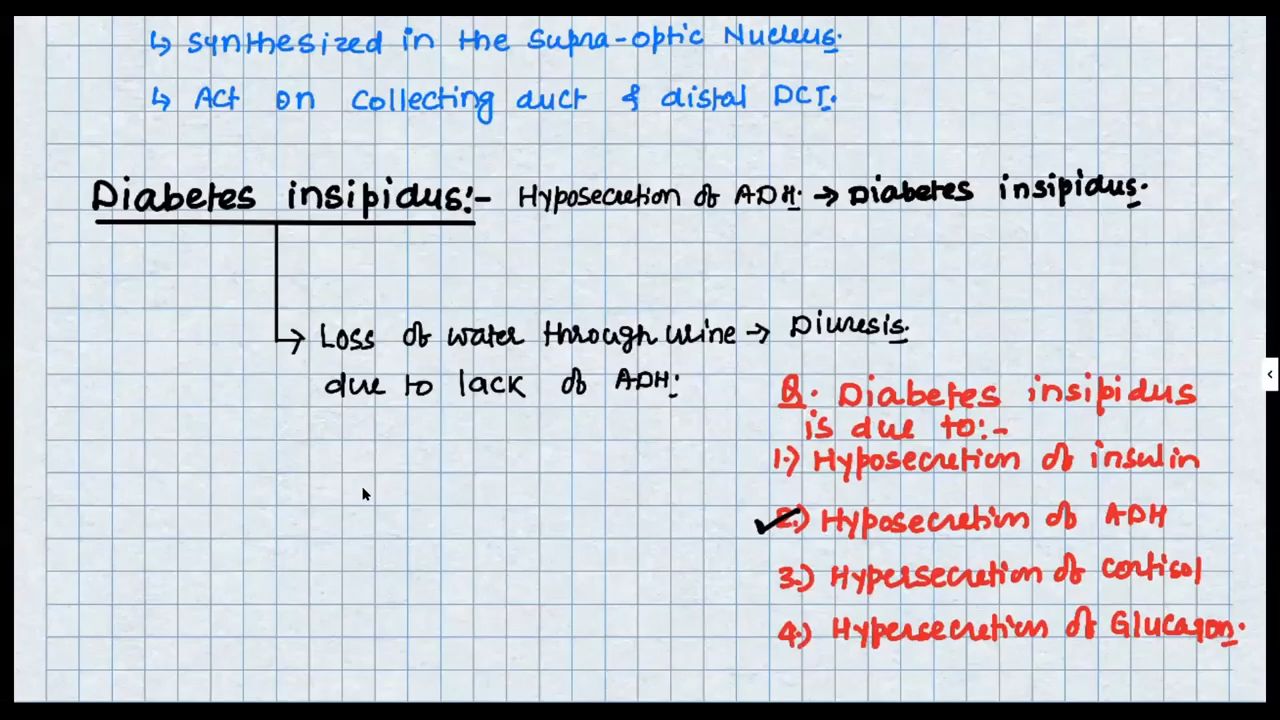 ↳ Synthesized in the Supra-optic Nucleus.
↳ Act on Collecting duct & distal DCT.
Diabetes insipidus:- Hyposecretion of ADH. → Diabetes insipidus.
→ Loss of water through urine → Diuresis.
due to lack of ADH.
Q. Diabetes insipidus
is due to:-
1.) Hyposecretion of insulin
2.) Hyposecretion of ADH
3.) Hypersecretion of cortisol
4.) Hypersecretion of Glucagon.